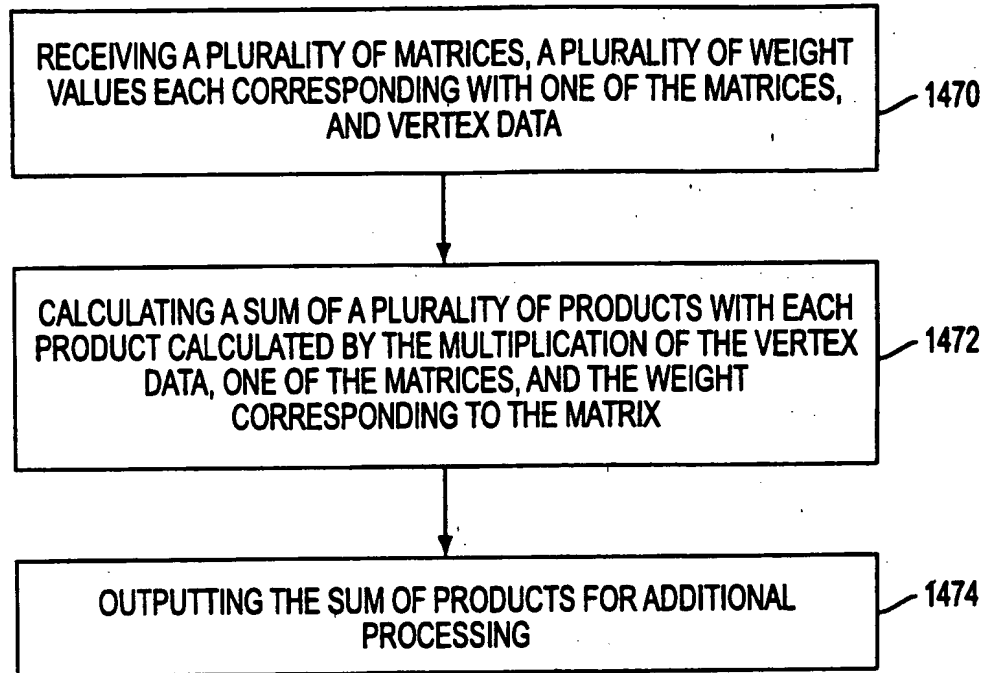 RECEIVING A PLURALITY OF MATRICES, A PLURALITY OF WEIGHT
VALUES EACH CORRESPONDING WITH ONE OF THE MATRICES,
AND VERTEX DATA
1470
CALCULATING A SUM OF A PLURALITY OF PRODUCTS WITH EACH
PRODUCT CALCULATED BY THE MULTIPLICATION OF THE VERTEX
DATA, ONE OF THE MATRICES, AND THE WEIGHT
CORRESPONDING TO THE MATRIX
1472
OUTPUTTING THE SUM OF PRODUCTS FOR ADDITIONAL
PROCESSING
1474